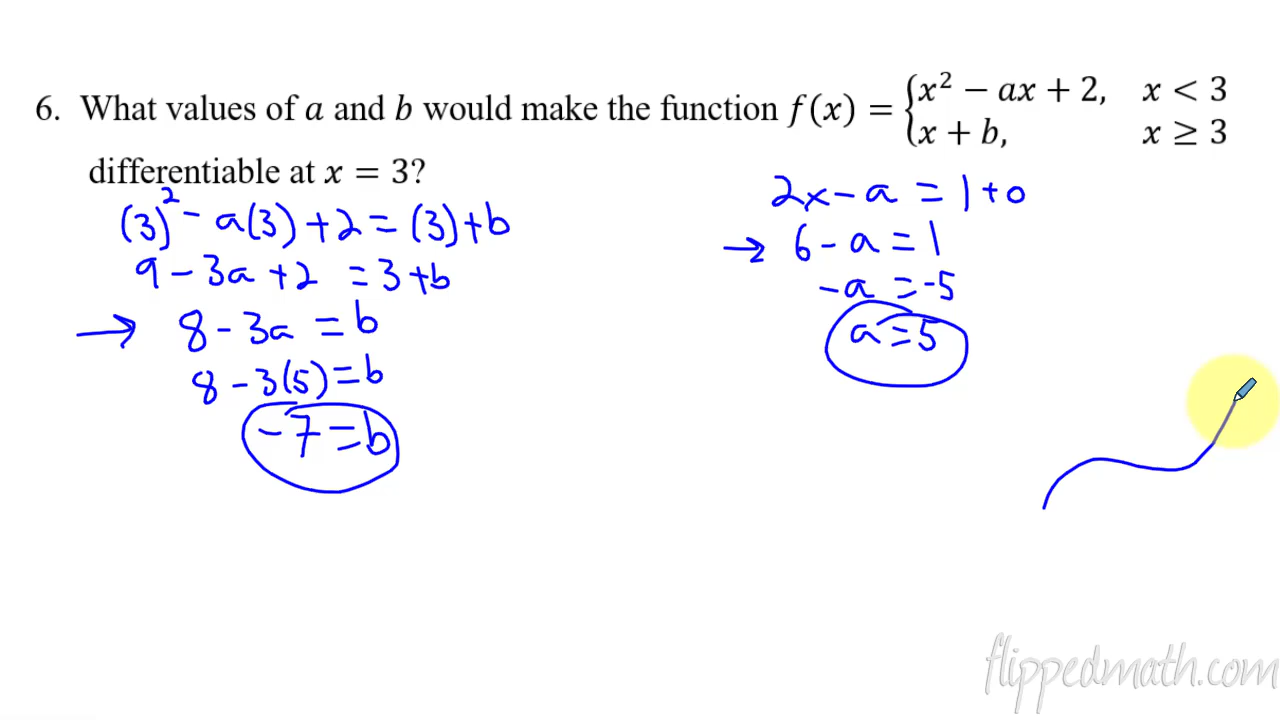 6. What values of a and b would make the function f(x) = { x² − ax + 2, x < 3
x + b, x ≥ 3
differentiable at x = 3?
(3)² - a(3) + 2 = (3) + b
9 - 3a + 2 = 3 + b
→ 8 - 3a = b
8 - 3(5) = b
-7 = b
2x - a = 1 + 0
→ 6 - a = 1
-a = -5
a = 5
flippedmath.com